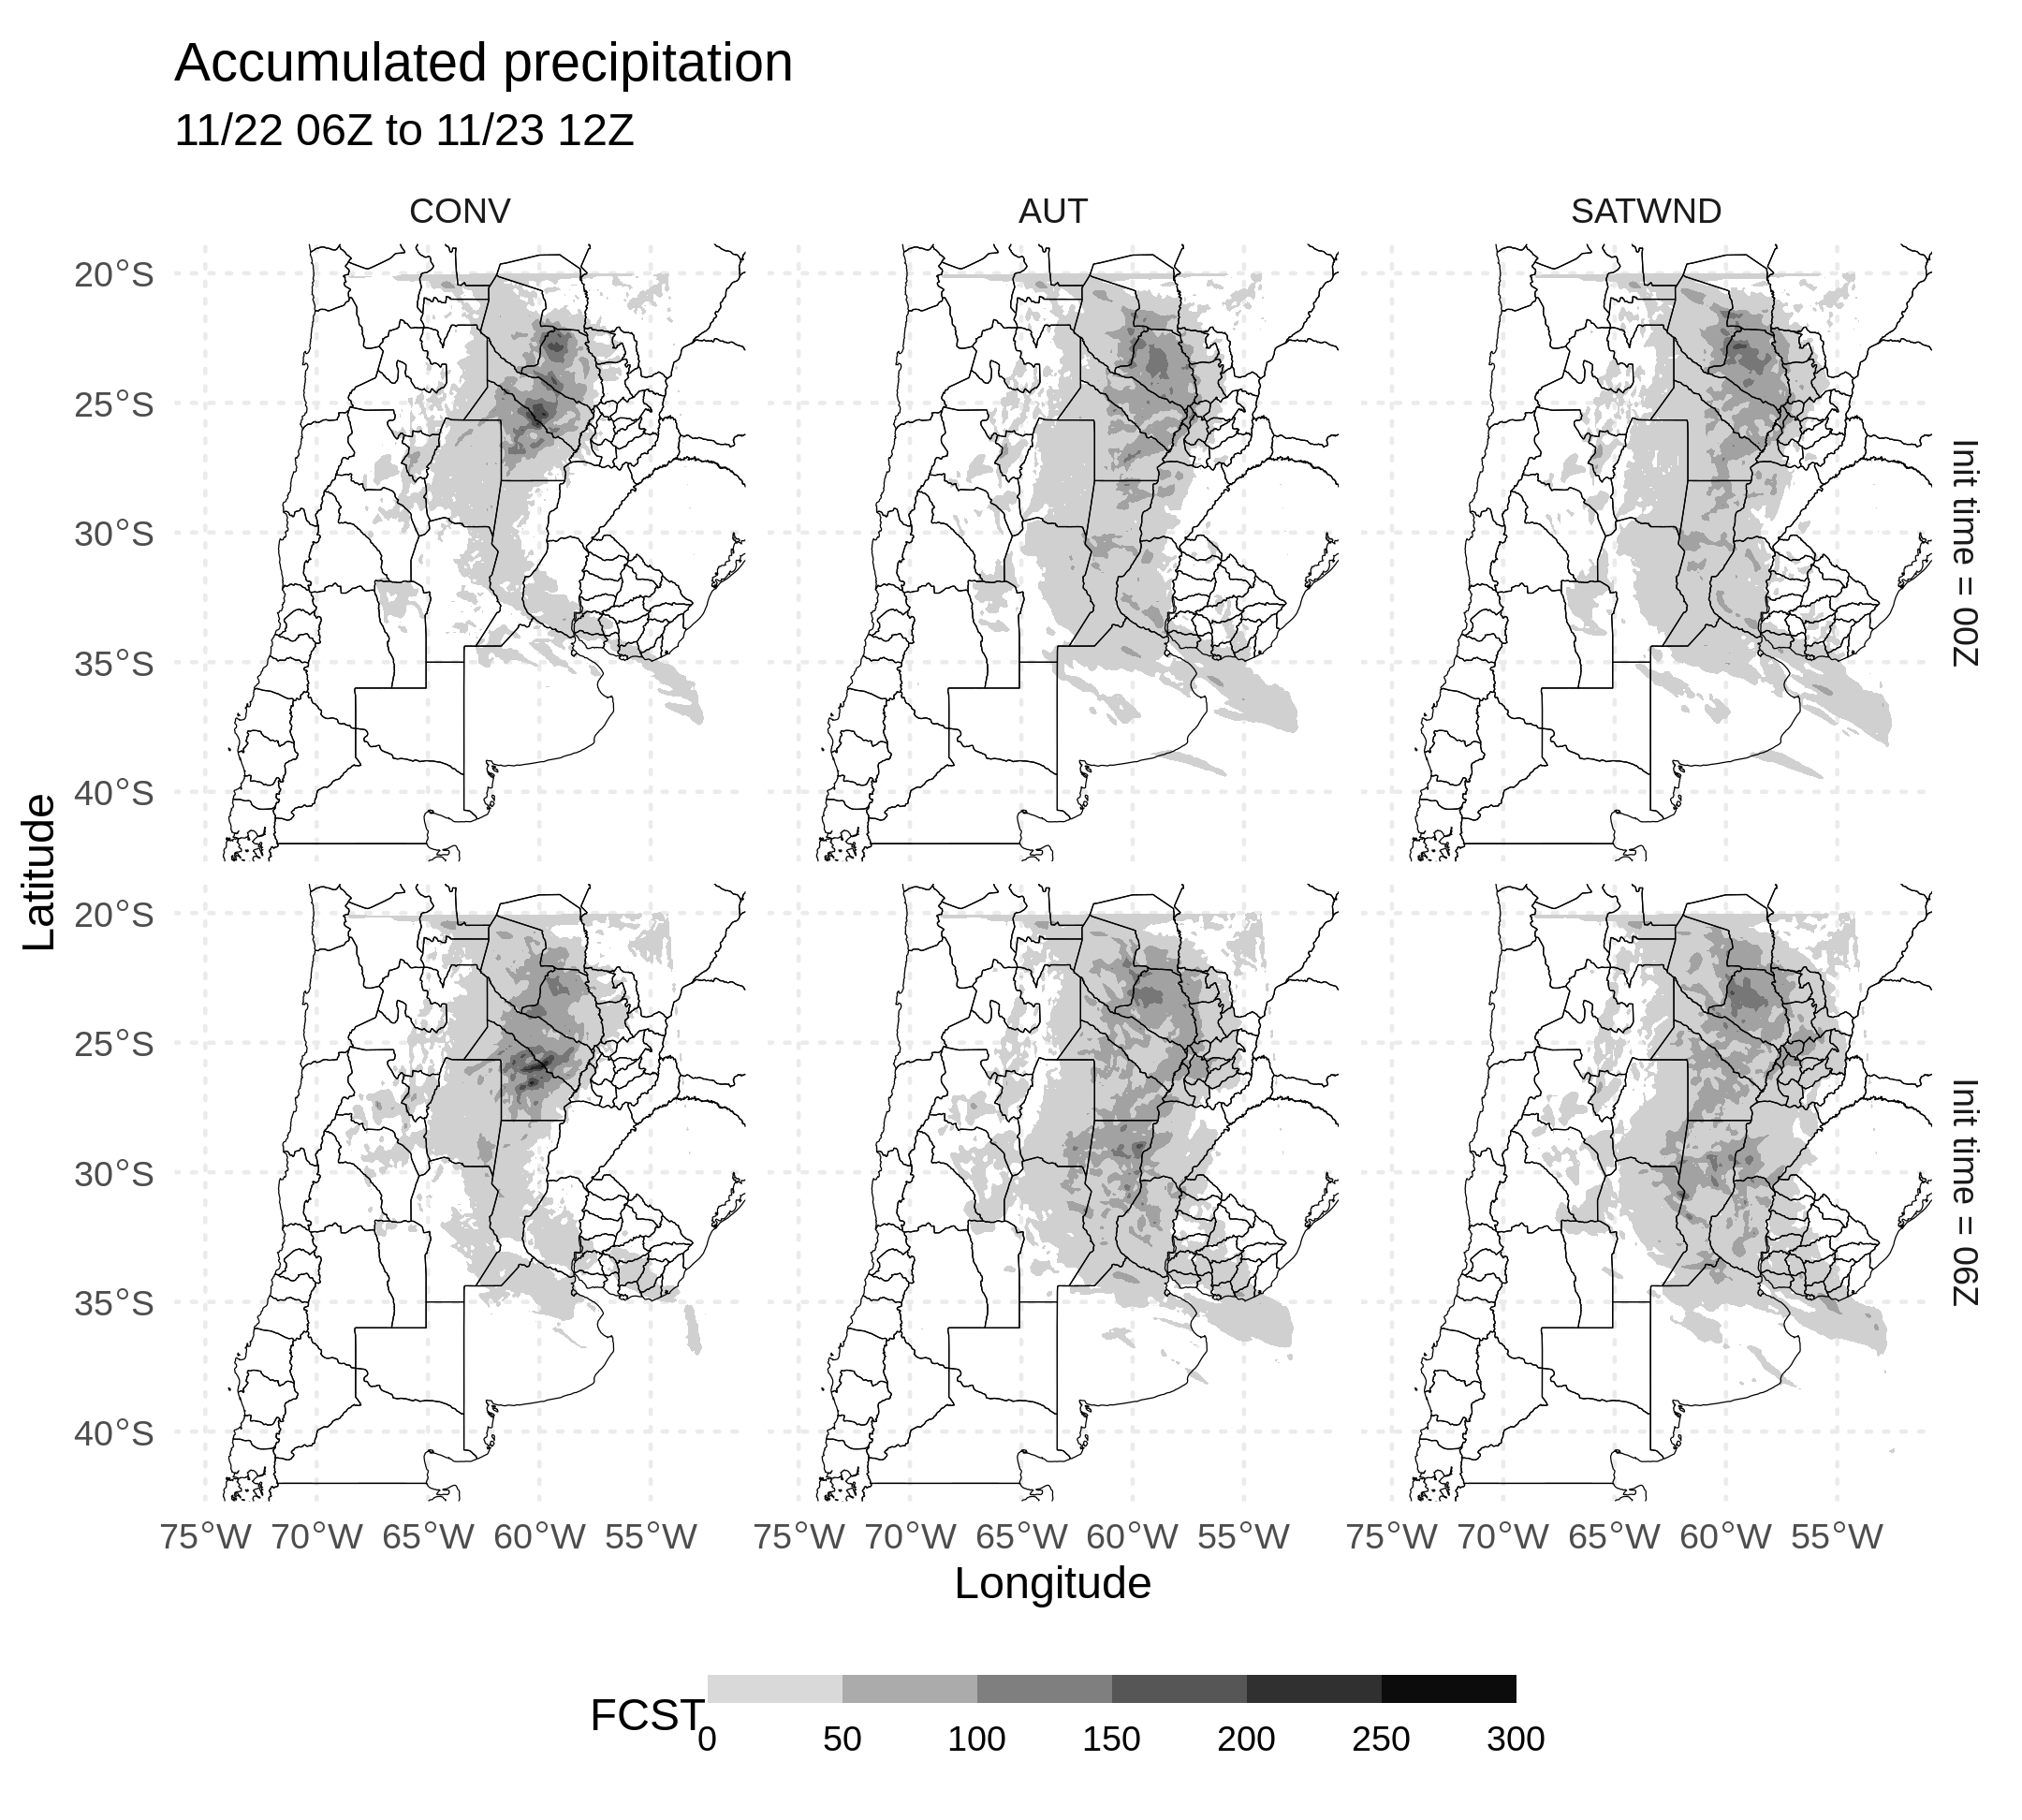 Accumulated precipitation
11/22 06Z to 11/23 12Z
CONV
AUT
SATWND
20°S
25°S
30°S
35°S
40°S
Init time = 00Z
20°S
25°S
30°S
35°S
40°S
Init time = 06Z
Latitude
75°W 70°W 65°W 60°W 55°W
75°W 70°W 65°W 60°W 55°W
75°W 70°W 65°W 60°W 55°W
Longitude
FCST
0 50 100 150 200 250 300